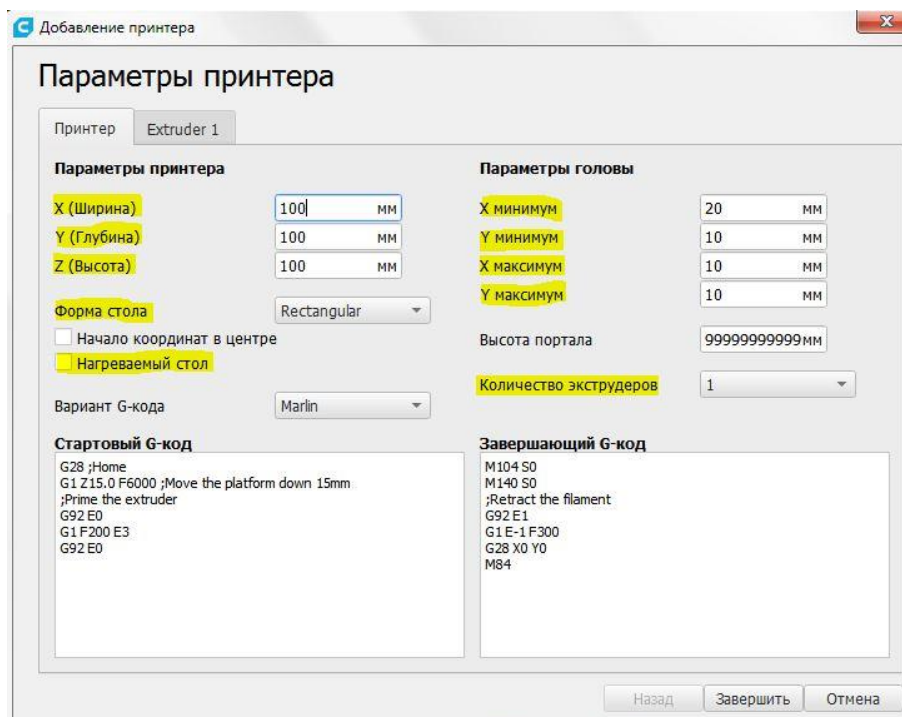 Добавление принтера
Параметры принтера
Принтер
Extruder 1
Параметры принтера
X (Ширина) 100 мм
Y (Глубина) 100 мм
Z (Высота) 100 мм
Форма стола Rectangular
Начало координат в центре
Нагреваемый стол
Вариант G-кода Marlin
Параметры головы
X минимум 20 мм
Y минимум 10 мм
X максимум 10 мм
Y максимум 10 мм
Высота портала 99999999999мм
Количество экструдеров 1
Стартовый G-код
G28 ;Home
G1 Z15.0 F6000 ;Move the platform down 15mm
;Prime the extruder
G92 E0
G1 F200 E3
G92 E0
Завершающий G-код
M104 S0
M140 S0
;Retract the filament
G92 E1
G1 E-1 F300
G28 X0 Y0
M84
Назад
Завершить
Отмена